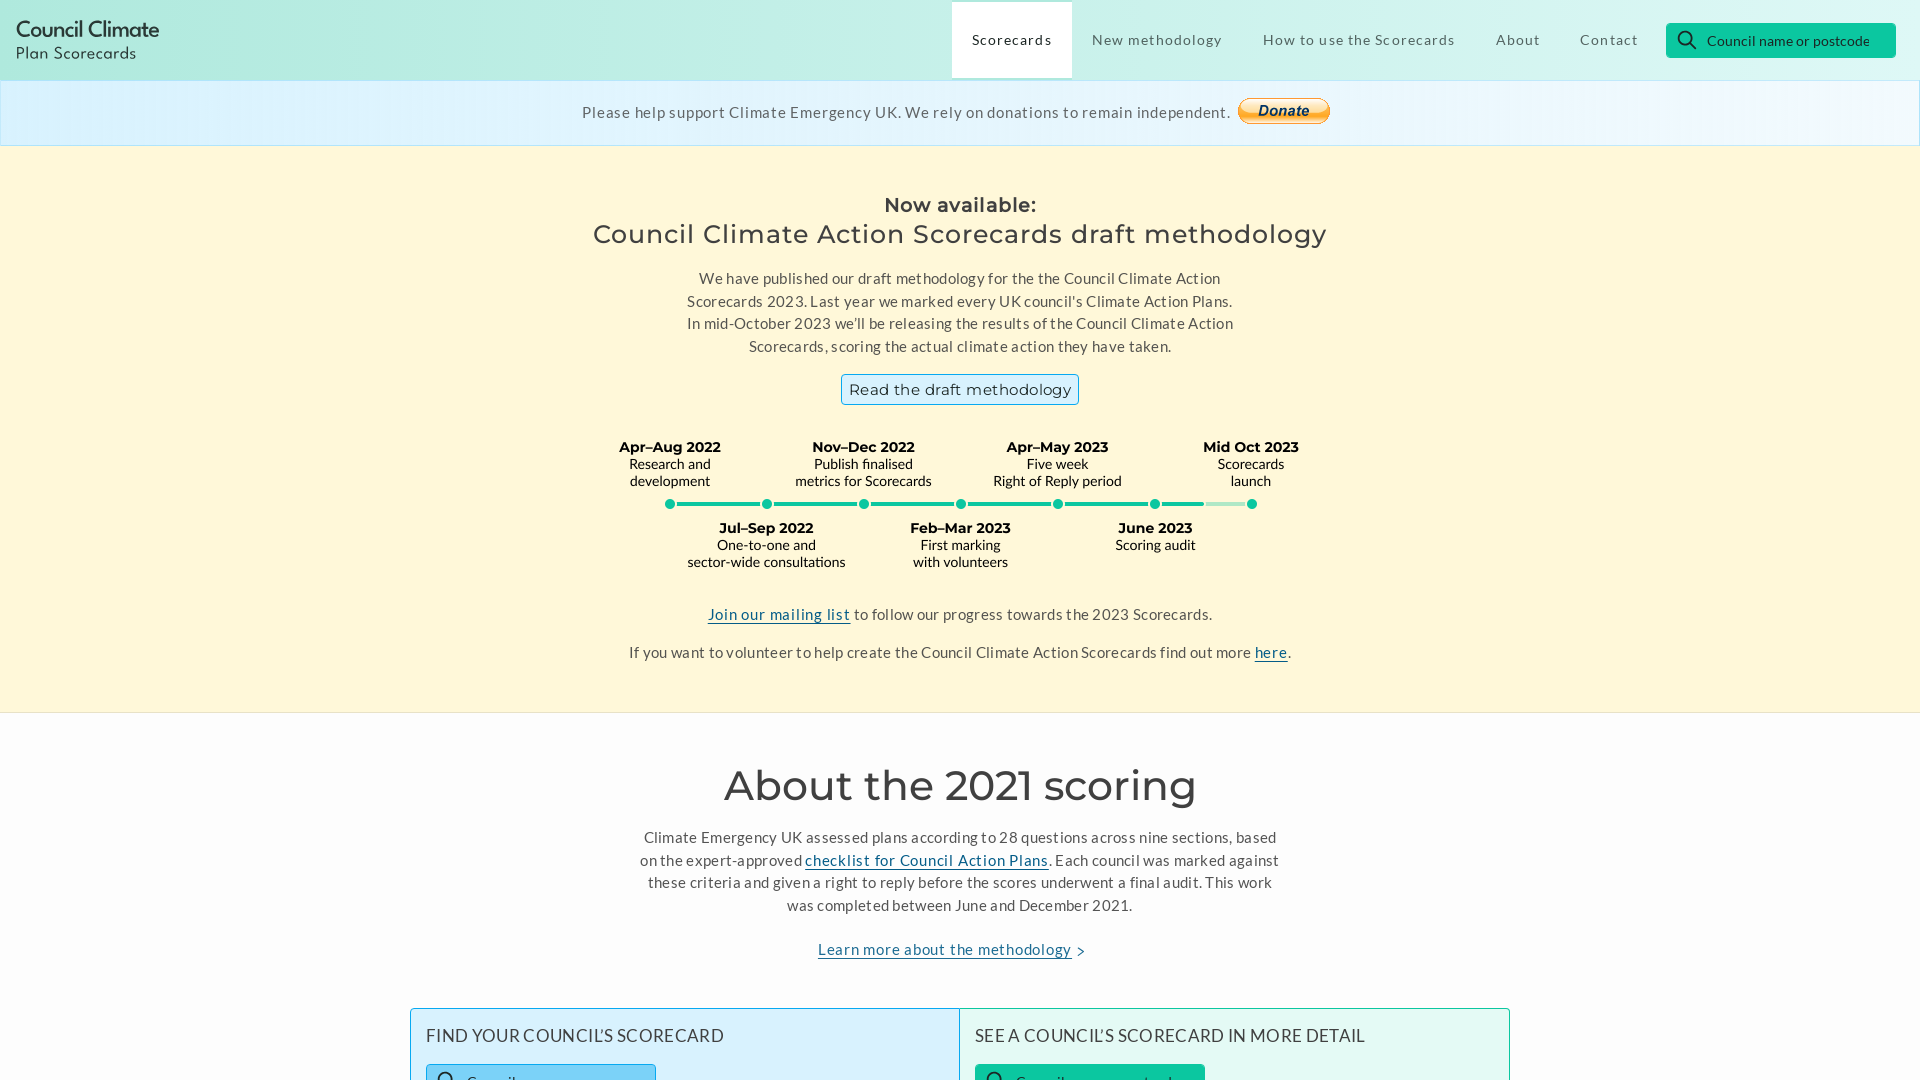 Council Climate
Plan Scorecards
Scorecards
New methodology
How to use the Scorecards
About
Contact
Council name or postcode
Please help support Climate Emergency UK. We rely on donations to remain independent.
Donate
Now available:
Council Climate Action Scorecards draft methodology
We have published our draft methodology for the the Council Climate Action
Scorecards 2023. Last year we marked every UK council's Climate Action Plans.
In mid-October 2023 we’ll be releasing the results of the Council Climate Action
Scorecards, scoring the actual climate action they have taken.
Read the draft methodology
Apr–Aug 2022
Research and
development
Nov–Dec 2022
Publish finalised
metrics for Scorecards
Apr–May 2023
Five week
Right of Reply period
Mid Oct 2023
Scorecards
launch
Jul–Sep 2022
One-to-one and
sector-wide consultations
Feb–Mar 2023
First marking
with volunteers
June 2023
Scoring audit
Join our mailing list to follow our progress towards the 2023 Scorecards.
If you want to volunteer to help create the Council Climate Action Scorecards find out more here.
About the 2021 scoring
Climate Emergency UK assessed plans according to 28 questions across nine sections, based
on the expert-approved checklist for Council Action Plans. Each council was marked against
these criteria and given a right to reply before the scores underwent a final audit. This work
was completed between June and December 2021.
Learn more about the methodology >
FIND YOUR COUNCIL’S SCORECARD
SEE A COUNCIL’S SCORECARD IN MORE DETAIL